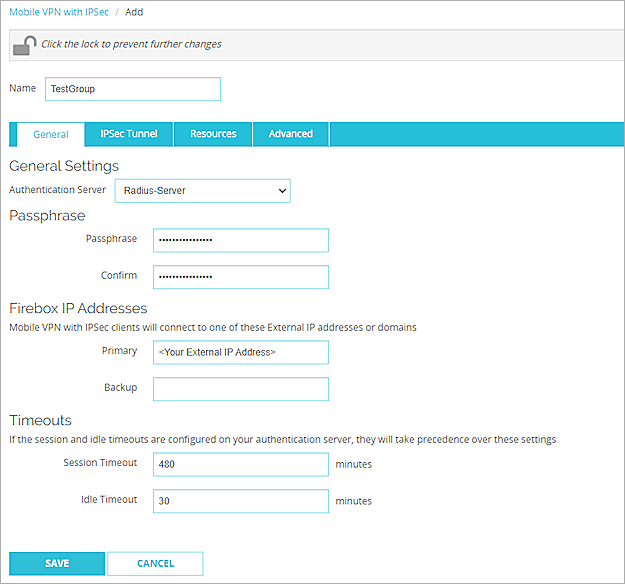 Mobile VPN with IPSec / Add
Click the lock to prevent further changes
Name TestGroup
General IPSec Tunnel Resources Advanced
General Settings
Authentication Server Radius-Server
Passphrase
Passphrase •••••••••••••••
Confirm •••••••••••••••
Firebox IP Addresses
Mobile VPN with IPSec clients will connect to one of these External IP addresses or domains
Primary <Your External IP Address>
Backup
Timeouts
If the session and idle timeouts are configured on your authentication server, they will take precedence over these settings
Session Timeout 480 minutes
Idle Timeout 30 minutes
SAVE CANCEL